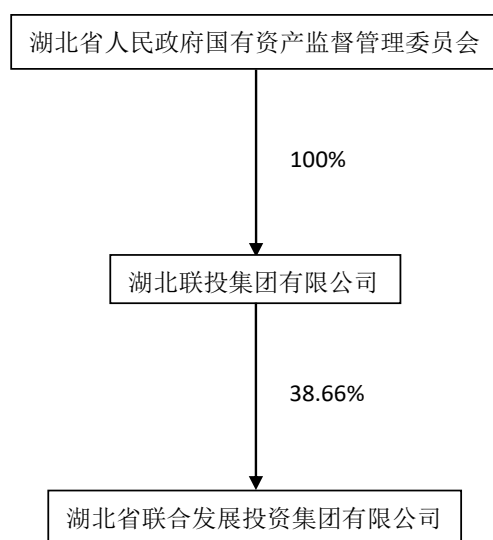 湖北省人民政府国有资产监督管理委员会
100%
湖北联投集团有限公司
38.66%
湖北省联合发展投资集团有限公司